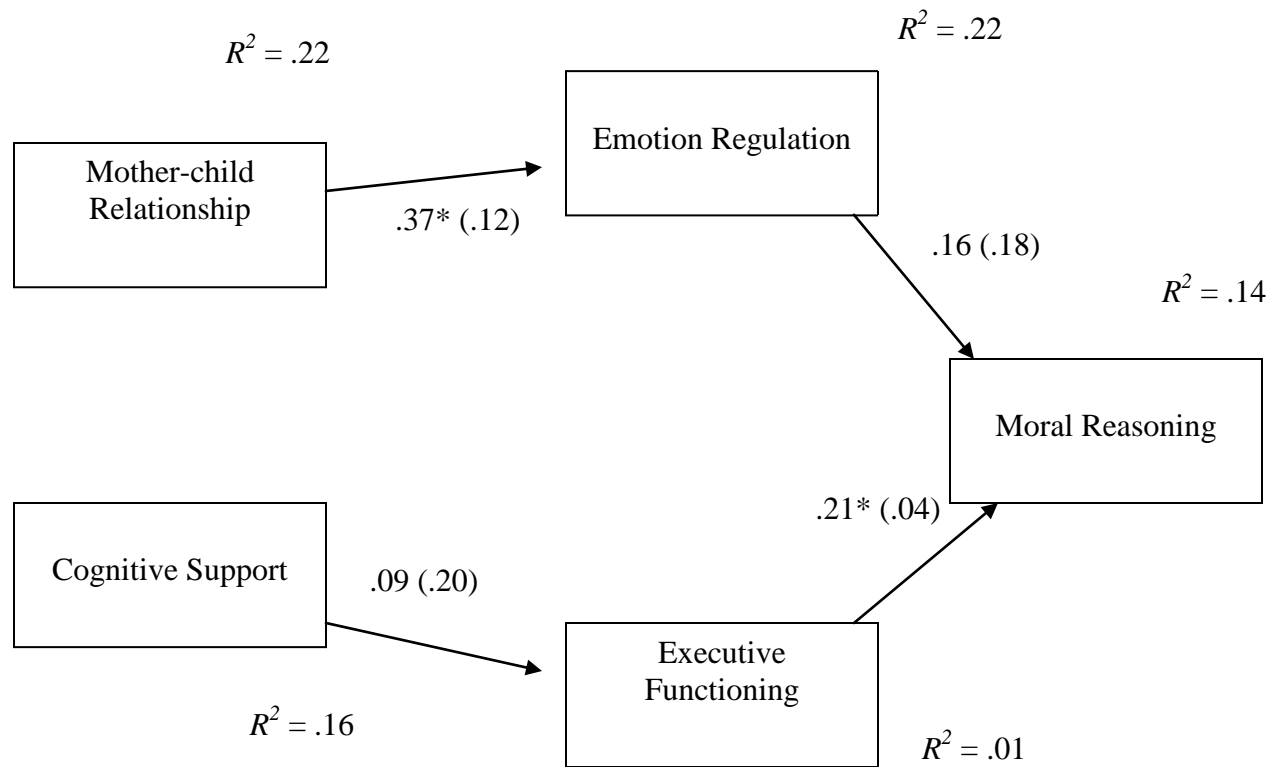 R² = .22
R² = .22
Mother-child
Relationship
Emotion Regulation
.37* (.12)
.16 (.18)
R² = .14
Moral Reasoning
Cognitive Support
.09 (.20)
.21* (.04)
Executive
Functioning
R² = .16
R² = .01